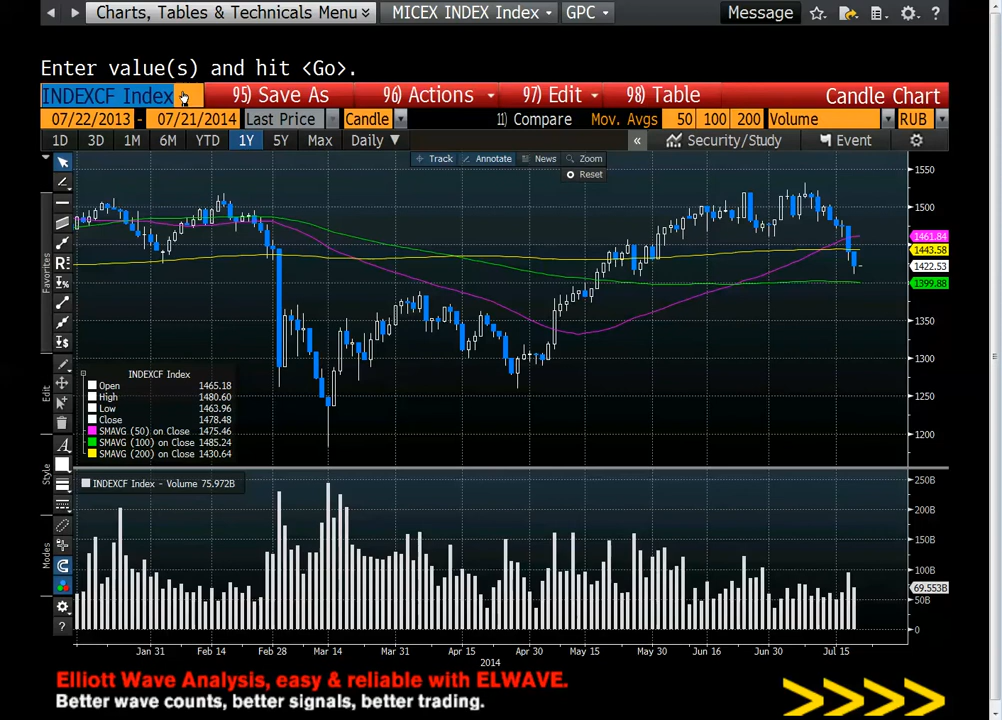 Charts, Tables & Technicals Menu MICEX INDEX Index GPC Message ?
Enter value(s) and hit <Go>.
INDEXCF Index 95) Save As 96) Actions 97) Edit 98) Table Candle Chart
07/22/2013 - 07/21/2014 Last Price Candle 11) Compare Mov. Avgs 50 100 200 Volume RUB
1D 3D 1M 6M YTD 1Y 5Y Max Daily « Security/Study Event
Track Annotate News Zoom
Reset
1550
1500
1461.84
1443.58
1422.53
1399.88
1350
1300
1200
Favorites
Edit
Style
Modes
INDEXCF Index
Open 1465.18
High 1480.60
Low 1463.96
Close 1478.48
SMAVG (50) on Close 1475.46
SMAVG (100) on Close 1485.24
SMAVG (200) on Close 1430.64
INDEXCF Index - Volume 75.972B
250B
200B
150B
100B
69.553B
50B
0
Jan 31 Feb 14 Feb 28 Mar 14 Mar 31 Apr 15 Apr 30 May 15 May 30 Jun 16 Jun 30 Jul 15
2014
Elliott Wave Analysis, easy & reliable with ELWAVE.
Better wave counts, better signals, better trading.